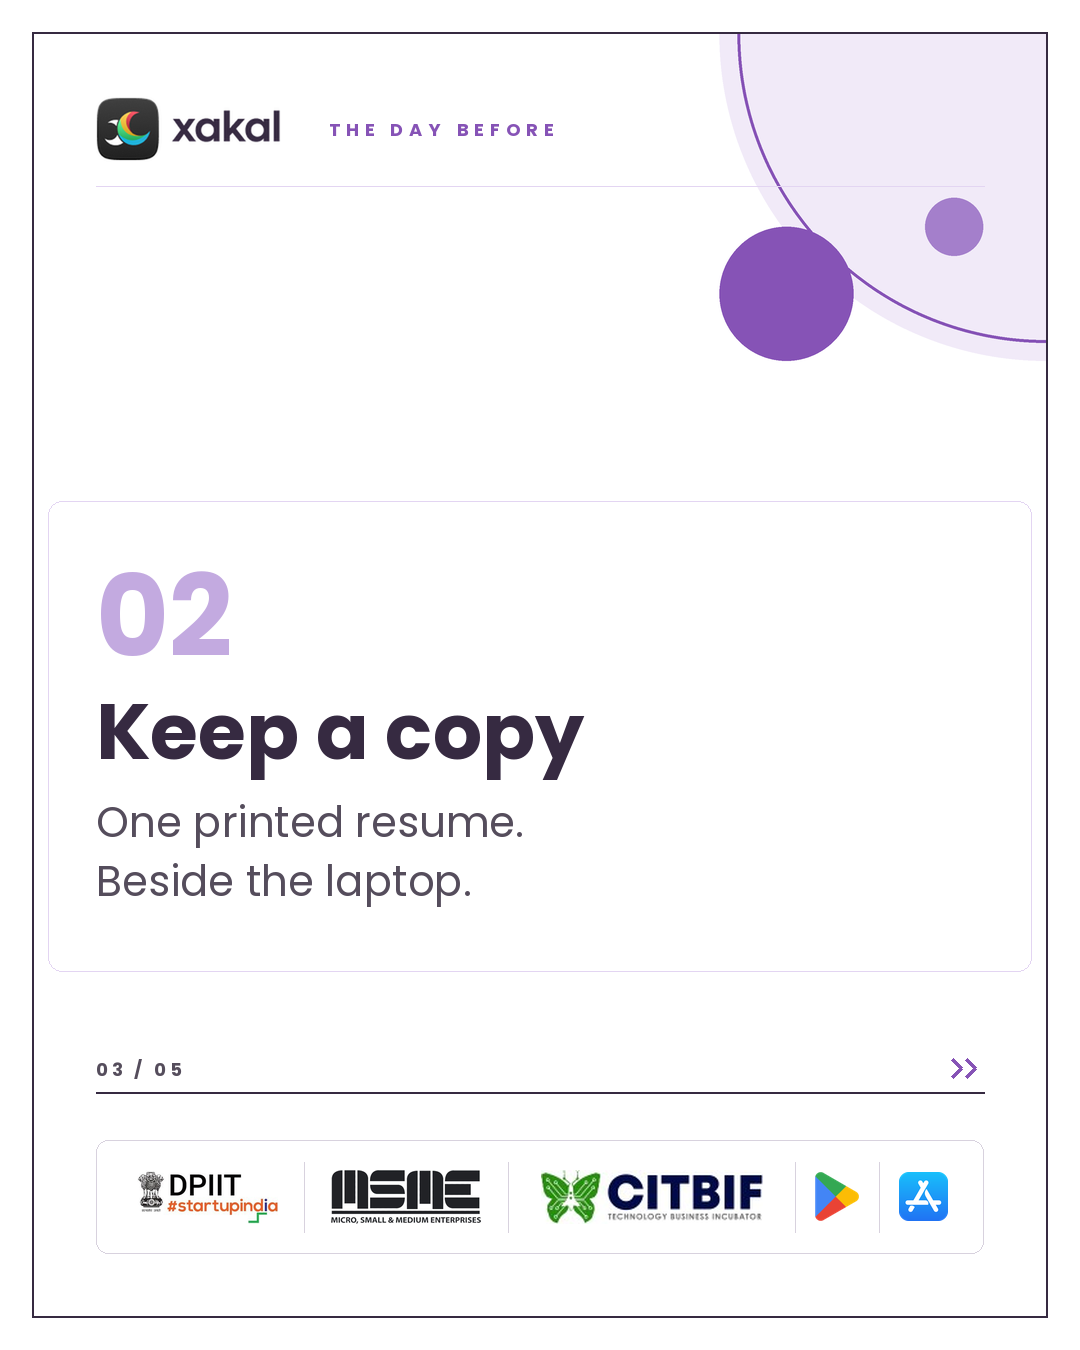 xakal
THE DAY BEFORE
02
Keep a copy
One printed resume.
Beside the laptop.
03 / 05
DPIIT
#startupindia
MSME
MICRO, SMALL & MEDIUM ENTERPRISES
CITBIF
TECHNOLOGY BUSINESS INCUBATOR